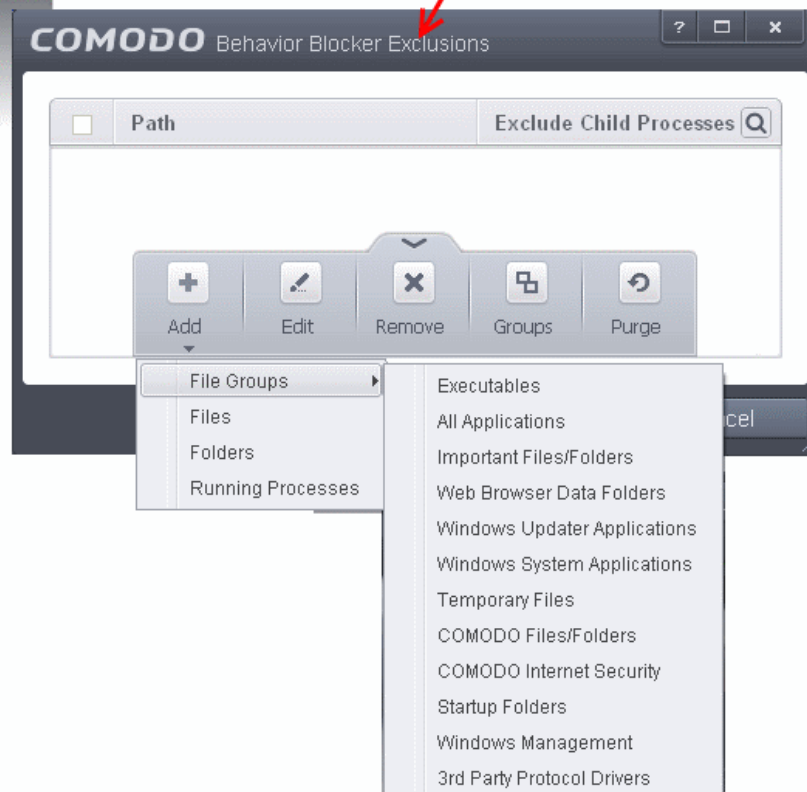 COMODO Behavior Blocker Exclusions ?
Path Exclude Child Processes
Add Edit Remove Groups Purge
File Groups
Files
Folders
Running Processes
Executables
All Applications
Important Files/Folders
Web Browser Data Folders
Windows Updater Applications
Windows System Applications
Temporary Files
COMODO Files/Folders
COMODO Internet Security
Startup Folders
Windows Management
3rd Party Protocol Drivers
cel